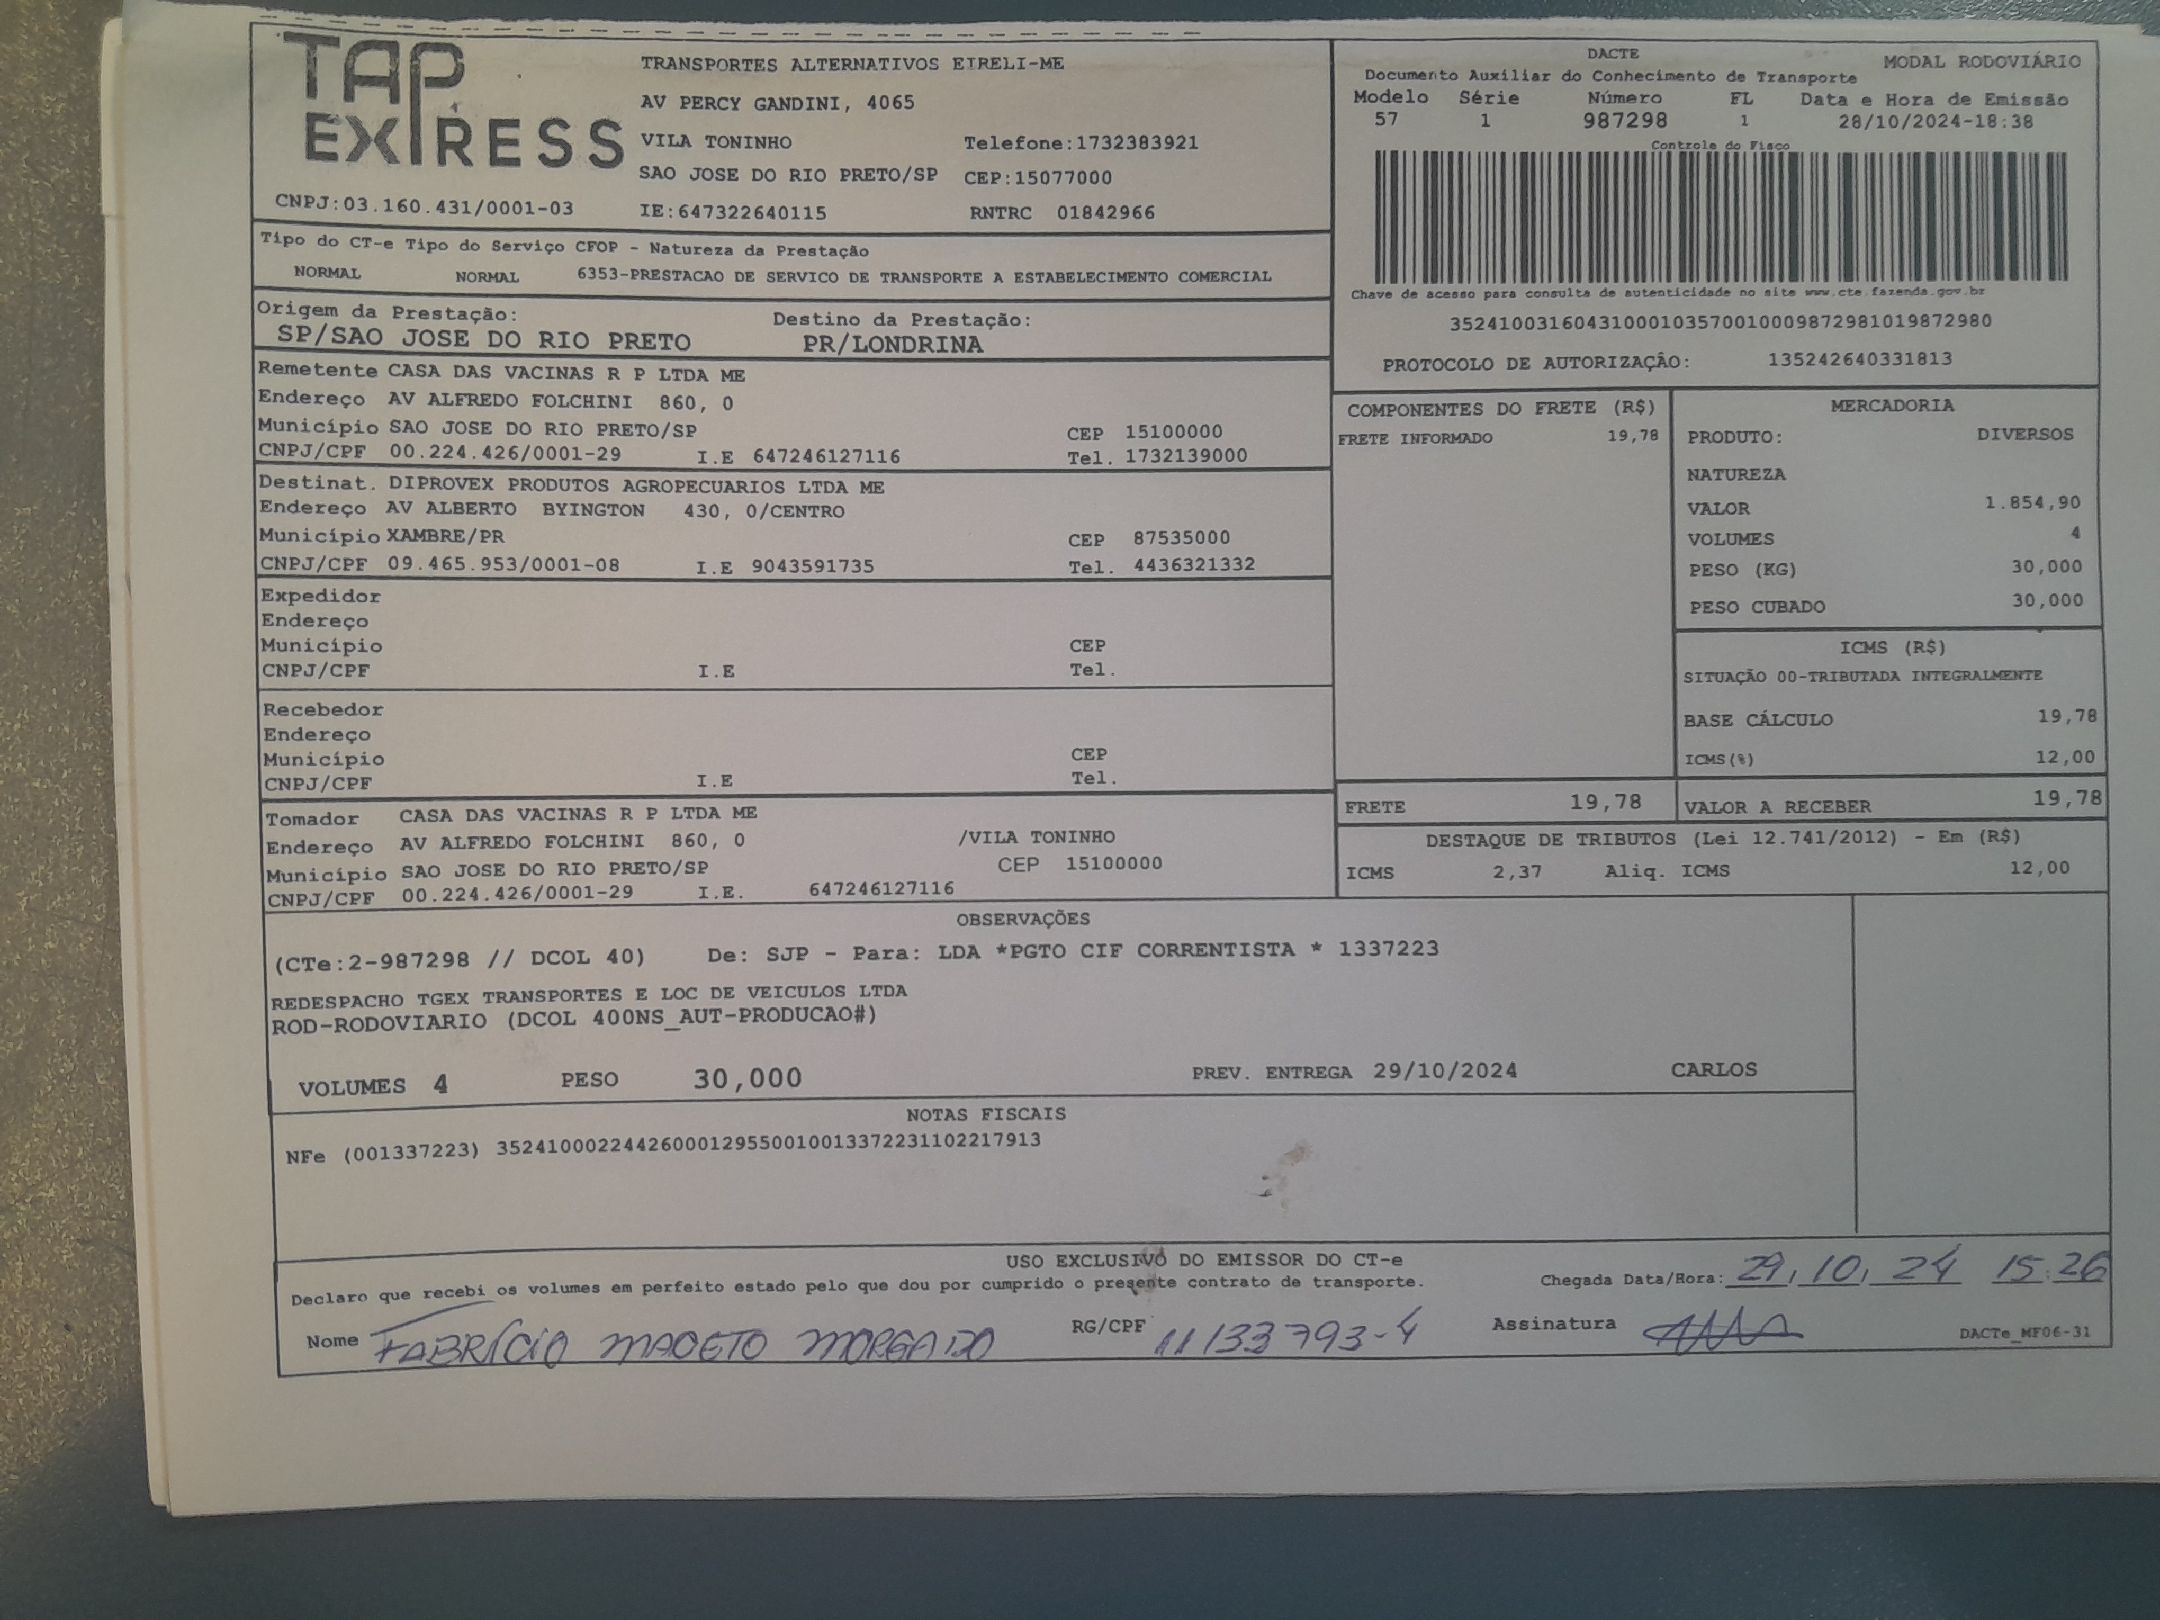 TAP EXPRESS
TRANSPORTES ALTERNATIVOS EIRELI-ME
AV PERCY GANDINI, 4065
VILA TONINHO Telefone:1732383921
SAO JOSE DO RIO PRETO/SP CEP:15077000
CNPJ:03.160.431/0001-03 IE:647322640115 RNTRC 01842966
DACTE MODAL RODOVIÁRIO
Documento Auxiliar do Conhecimento de Transporte
Modelo Série Número FL Data e Hora de Emissão
57 1 987298 1 28/10/2024-18:38
Controle do Fisco
Chave de acesso para consulta de autenticidade no site www.cte.fazenda.gov.br
35241003160431000103570010009872981019872980
PROTOCOLO DE AUTORIZAÇÂO: 135242640331813
Tipo do CT-e Tipo do Serviço CFOP - Natureza da Prestação
NORMAL NORMAL 6353-PRESTACAO DE SERVICO DE TRANSPORTE A ESTABELECIMENTO COMERCIAL
Origem da Prestação: Destino da Prestação:
SP/SAO JOSE DO RIO PRETO PR/LONDRINA
Remetente CASA DAS VACINAS R P LTDA ME
Endereço AV ALFREDO FOLCHINI 860, 0
Município SAO JOSE DO RIO PRETO/SP CEP 15100000
CNPJ/CPF 00.224.426/0001-29 I.E 647246127116 Tel. 1732139000
Destinat. DIPROVEX PRODUTOS AGROPECUARIOS LTDA ME
Endereço AV ALBERTO BYINGTON 430, 0/CENTRO
Município XAMBRE/PR CEP 87535000
CNPJ/CPF 09.465.953/0001-08 I.E 9043591735 Tel. 4436321332
Expedidor
Endereço
Município CEP
CNPJ/CPF I.E Tel.
Recebedor
Endereço
Município CEP
CNPJ/CPF I.E Tel.
Tomador CASA DAS VACINAS R P LTDA ME
Endereço AV ALFREDO FOLCHINI 860, 0 /VILA TONINHO
Município SAO JOSE DO RIO PRETO/SP CEP 15100000
CNPJ/CPF 00.224.426/0001-29 I.E. 647246127116
COMPONENTES DO FRETE (R$)
FRETE INFORMADO 19,78
MERCADORIA
PRODUTO: DIVERSOS
NATUREZA
VALOR 1.854,90
VOLUMES 4
PESO (KG) 30,000
PESO CUBADO 30,000
ICMS (R$)
SITUAÇÃO 00-TRIBUTADA INTEGRALMENTE
BASE CÁLCULO 19,78
ICMS(%) 12,00
FRETE 19,78 VALOR A RECEBER 19,78
DESTAQUE DE TRIBUTOS (Lei 12.741/2012) - Em (R$)
ICMS 2,37 Aliq. ICMS 12,00
OBSERVAÇÕES
(CTe:2-987298 // DCOL 40) De: SJP - Para: LDA *PGTO CIF CORRENTISTA * 1337223
REDESPACHO TGEX TRANSPORTES E LOC DE VEICULOS LTDA
ROD-RODOVIARIO (DCOL 400NS_AUT-PRODUCAO#)
VOLUMES 4 PESO 30,000 PREV. ENTREGA 29/10/2024 CARLOS
NOTAS FISCAIS
NFe (001337223) 35241000224426000129550010013372231102217913
USO EXCLUSIVO DO EMISSOR DO CT-e
Declaro que recebi os volumes em perfeito estado pelo que dou por cumprido o presente contrato de transporte. Chegada Data/Hora: 29, 10, 24 15:26
Nome FABRÍCIO MORGADO RG/CPF 11133793-4 Assinatura DACTe_MF06-31